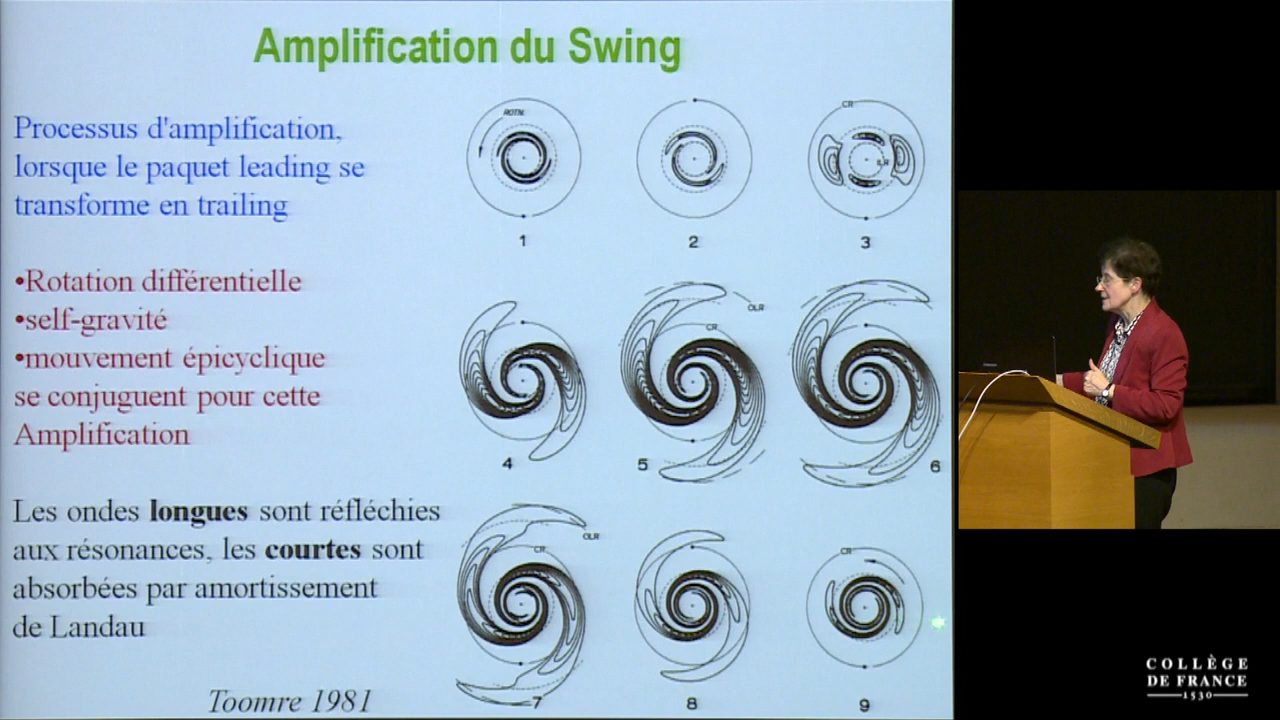 Amplification du Swing
Processus d'amplification,
lorsque le paquet leading se
transforme en trailing
•Rotation différentielle
•self-gravité
•mouvement épicyclique
se conjuguent pour cette
Amplification
Les ondes longues sont réfléchies
aux résonances, les courtes sont
absorbées par amortissement
de Landau
Toomre 1981
ROTN.
1
2
CR
ILR
3
4
CR
OLR
5
6
CR
OLR
7
8
CR
9
COLLÈGE
DE FRANCE
1530